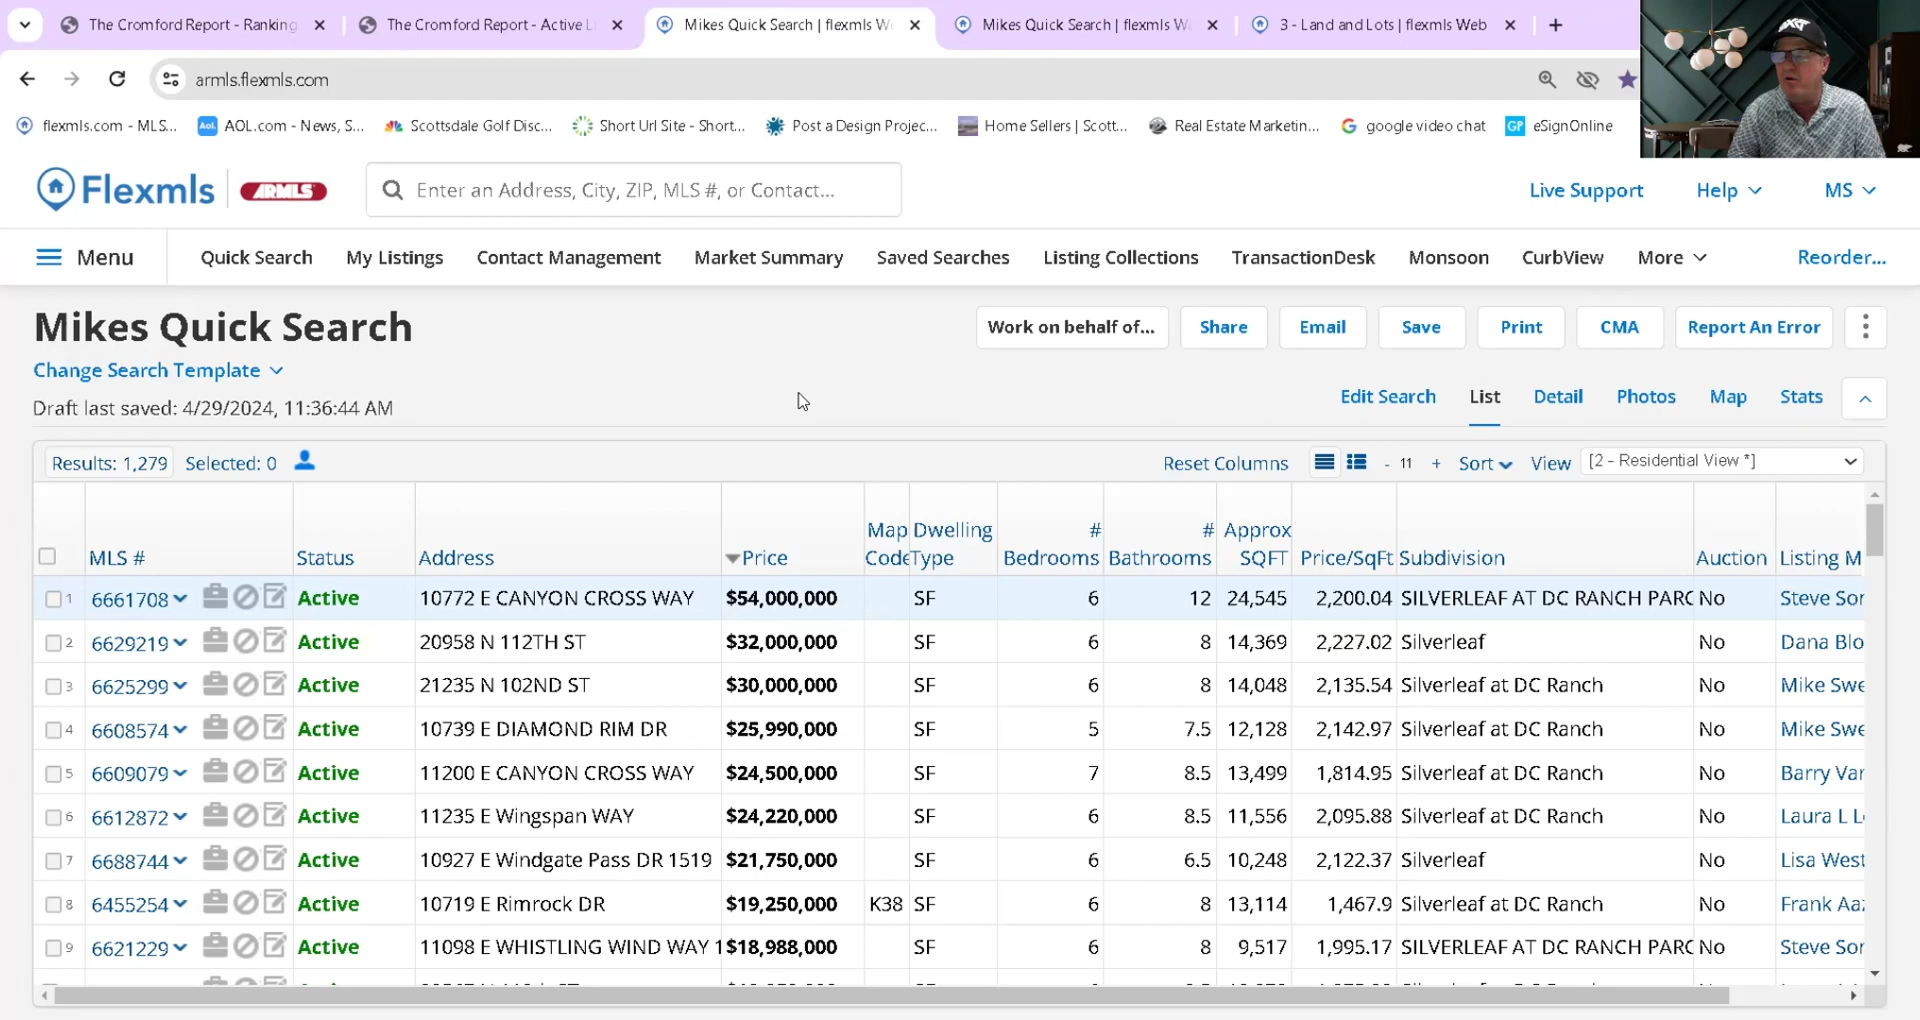 The Cromford Report - Ranking
The Cromford Report - Active Li
Mikes Quick Search | flexmls We
Mikes Quick Search | flexmls We
3 - Land and Lots | flexmls Web
armls.flexmls.com
flexmls.com - MLS...
AOL.com - News, S...
Scottsdale Golf Disc...
Short Url Site - Short...
Post a Design Projec...
Home Sellers | Scott...
Real Estate Marketin...
google video chat
eSignOnline
Flexmls ARMLS
Enter an Address, City, ZIP, MLS #, or Contact...
Live Support Help MS
Menu Quick Search My Listings Contact Management Market Summary Saved Searches Listing Collections TransactionDesk Monsoon CurbView More Reorder...
Mikes Quick Search
Work on behalf of... Share Email Save Print CMA Report An Error
Change Search Template
Draft last saved: 4/29/2024, 11:36:44 AM
Edit Search List Detail Photos Map Stats
Results: 1,279 Selected: 0
Reset Columns - 11 + Sort View [2 - Residential View *]
MLS # Status Address Price Map Code Dwelling Type # Bedrooms # Bathrooms Approx SQFT Price/SqFt Subdivision Auction Listing M
1 6661708 Active 10772 E CANYON CROSS WAY $54,000,000 SF 6 12 24,545 2,200.04 SILVERLEAF AT DC RANCH PARC No Steve Sor
2 6629219 Active 20958 N 112TH ST $32,000,000 SF 6 8 14,369 2,227.02 Silverleaf No Dana Blo
3 6625299 Active 21235 N 102ND ST $30,000,000 SF 6 8 14,048 2,135.54 Silverleaf at DC Ranch No Mike Swe
4 6608574 Active 10739 E DIAMOND RIM DR $25,990,000 SF 5 7.5 12,128 2,142.97 Silverleaf at DC Ranch No Mike Swe
5 6609079 Active 11200 E CANYON CROSS WAY $24,500,000 SF 7 8.5 13,499 1,814.95 Silverleaf at DC Ranch No Barry Var
6 6612872 Active 11235 E Wingspan WAY $24,220,000 SF 6 8.5 11,556 2,095.88 Silverleaf at DC Ranch No Laura L L
7 6688744 Active 10927 E Windgate Pass DR 1519 $21,750,000 SF 6 6.5 10,248 2,122.37 Silverleaf No Lisa West
8 6455254 Active 10719 E Rimrock DR $19,250,000 K38 SF 6 8 13,114 1,467.9 Silverleaf at DC Ranch No Frank Aaz
9 6621229 Active 11098 E WHISTLING WIND WAY 1 $18,988,000 SF 6 8 9,517 1,995.17 SILVERLEAF AT DC RANCH PARC No Steve Sor